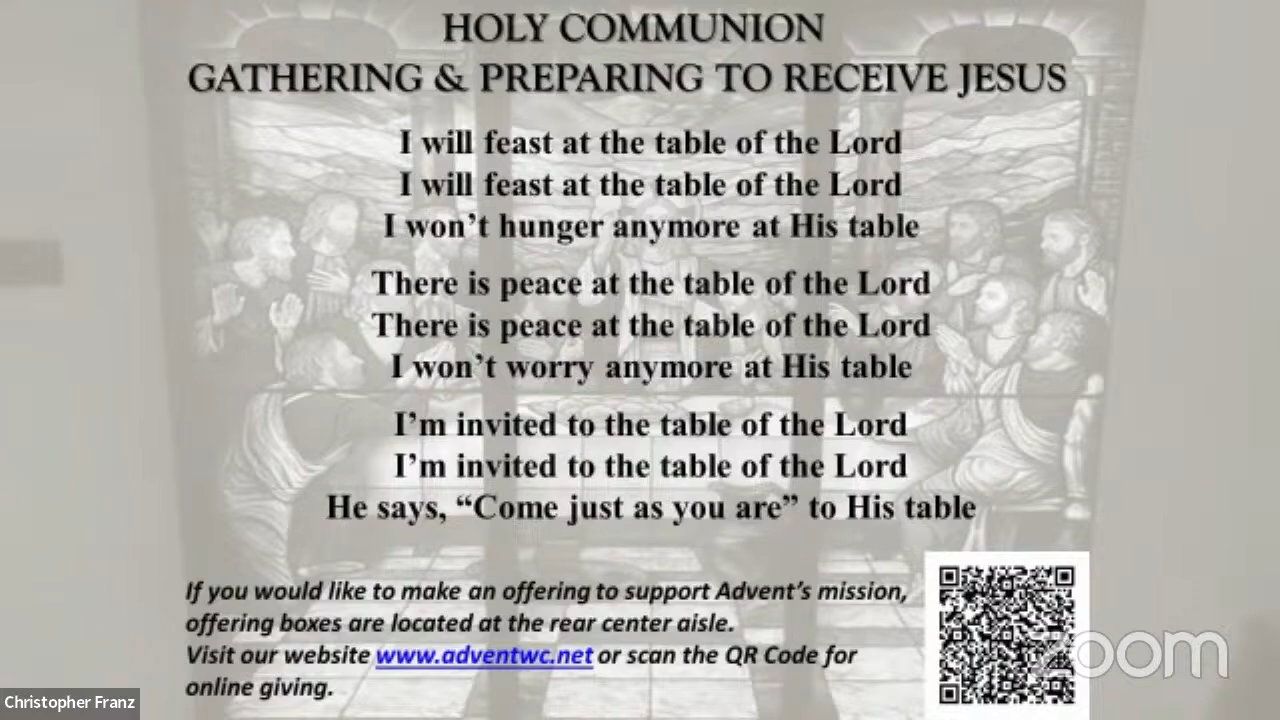 HOLY COMMUNION
GATHERING & PREPARING TO RECEIVE JESUS
I will feast at the table of the Lord
I will feast at the table of the Lord
I won’t hunger anymore at His table
There is peace at the table of the Lord
There is peace at the table of the Lord
I won’t worry anymore at His table
I’m invited to the table of the Lord
I’m invited to the table of the Lord
He says, “Come just as you are” to His table
If you would like to make an offering to support Advent’s mission,
offering boxes are located at the rear center aisle.
Visit our website www.adventwc.net or scan the QR Code for
online giving.
zoom
Christopher Franz